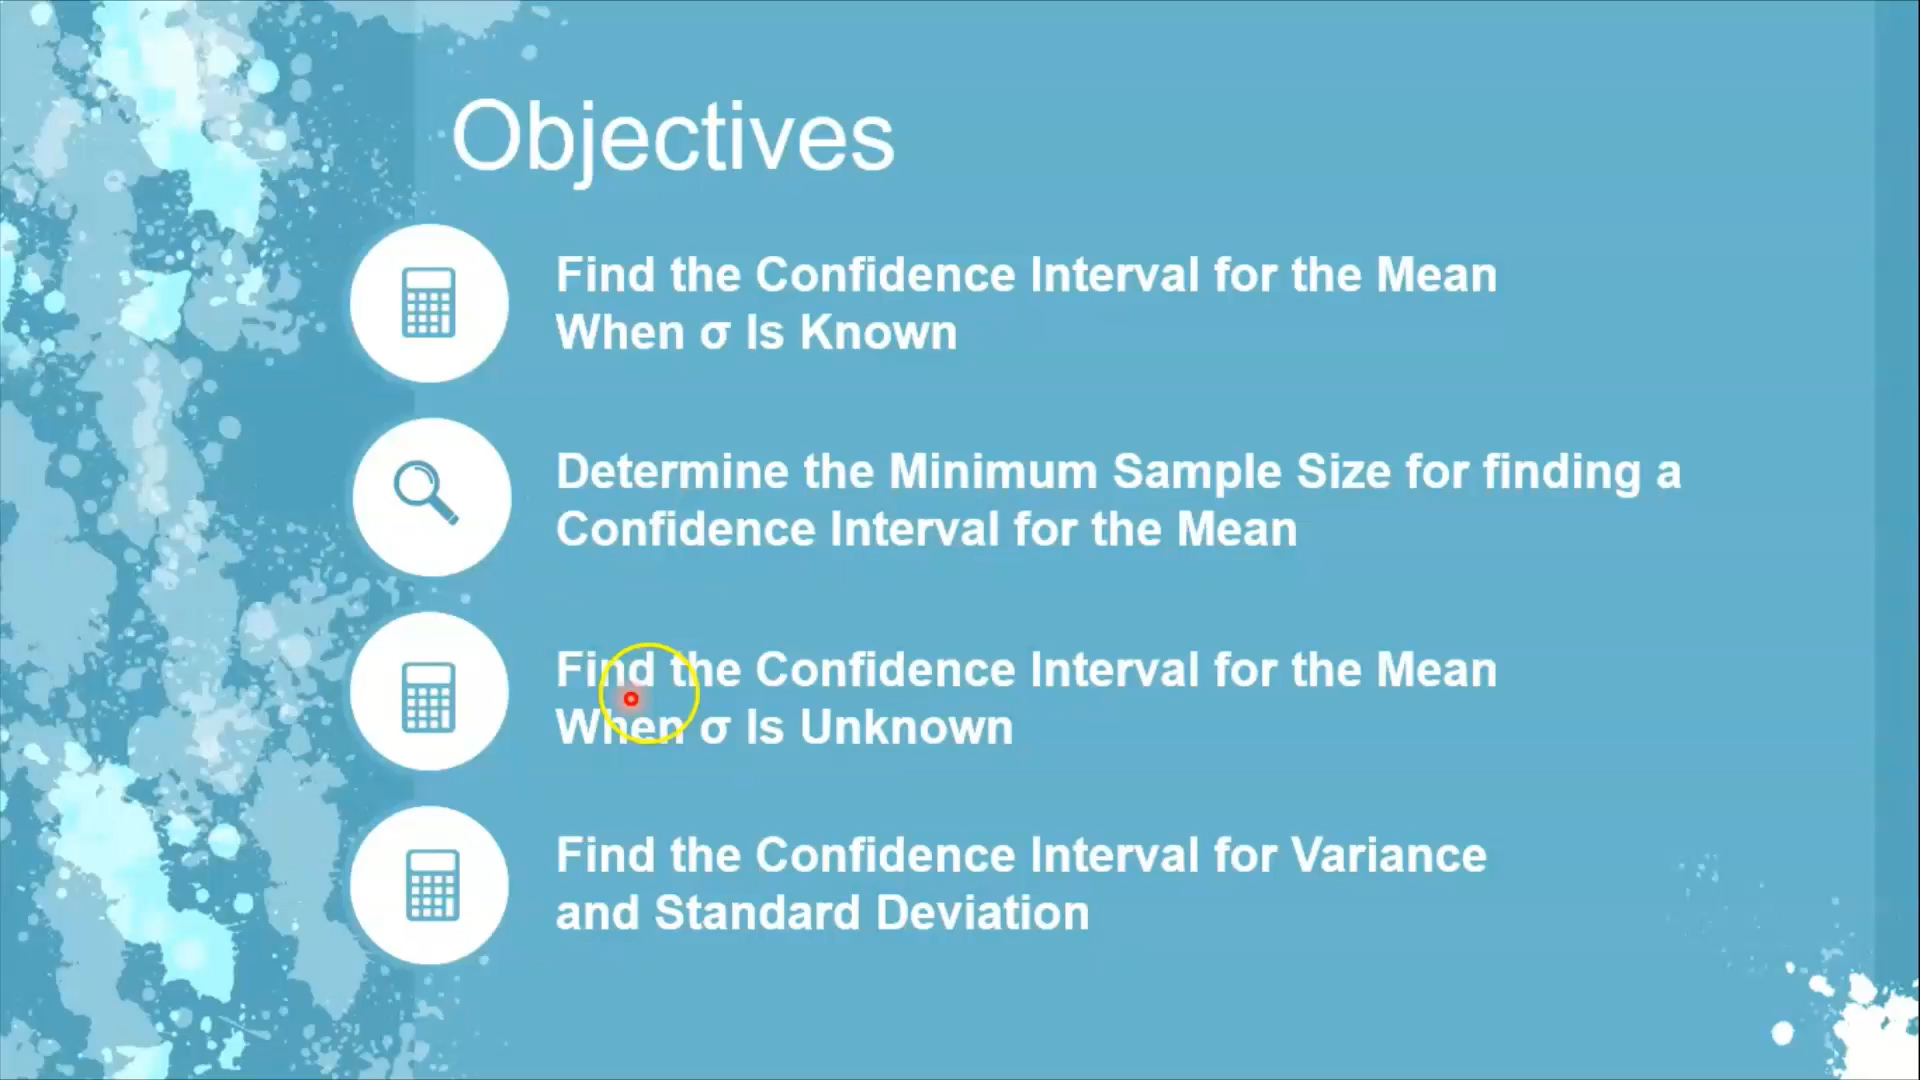 Objectives
Find the Confidence Interval for the Mean
When σ Is Known
Determine the Minimum Sample Size for finding a
Confidence Interval for the Mean
Find the Confidence Interval for the Mean
When σ Is Unknown
Find the Confidence Interval for Variance
and Standard Deviation